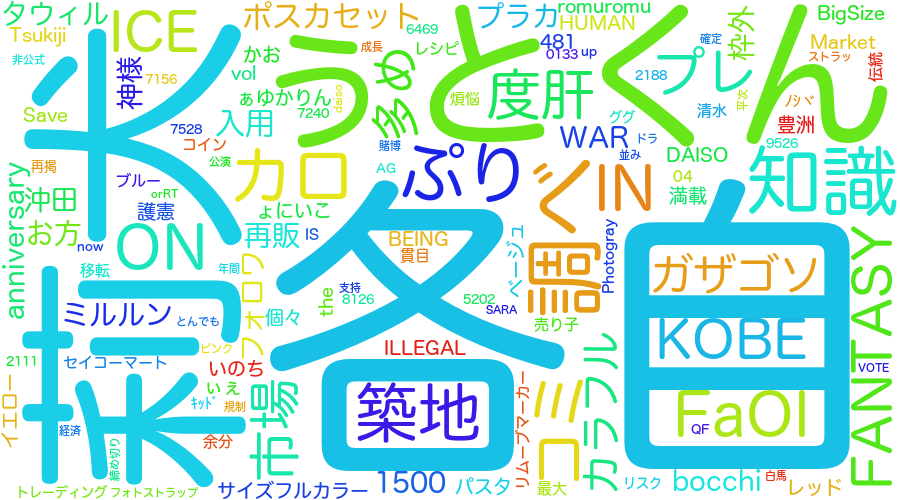 タウィル
ICE
ポスカセット
プラカ
romuromu
HUMAN
BigSize
Tsukiji
非公式
7156
神様
かお
vol
成長
レシピ
6469
481
0133
up
確定
枠外
Market
ストラッ
伝統
米
うどくん
多め
煩悩
度肝
2188
プレ
平次
清水
ﾉｼﾊﾞ
豊洲
Save
7528
ぁゆかりん
7240
daiso
入用
コイン
賭博
ググ
ドラ
WAR
並み
9526
再掲
公演
カロ
AG
ぷり
べ
IN
DAISO
04
満載
知識
anniversary
沖田
ブルー
orRT
護憲
ょにいこ
お方
now
ON
再販
IS
BEING
貫目
ページュ
調
Photogray
移転
年間
フォロワ
個々
the
支持
8126
5202
SARA
売り子
各
自
ガザゴソ
FANTASY
ミルルン
とんでも
栃
KOBE
2111
セイコーマート
ピンク
ILLEGAL
VOTE
いのち
いえ
ｷｯﾄﾞ
規制
市場
築地
リムーブマーカー
コミ
カラフル
FaOI
QF
イエロー
経済
締め切り
余分
トレーディング
フォトストラップ
サイズフルカラー
1500
パスタ
最大
リスク
bocchi
白馬
レッド